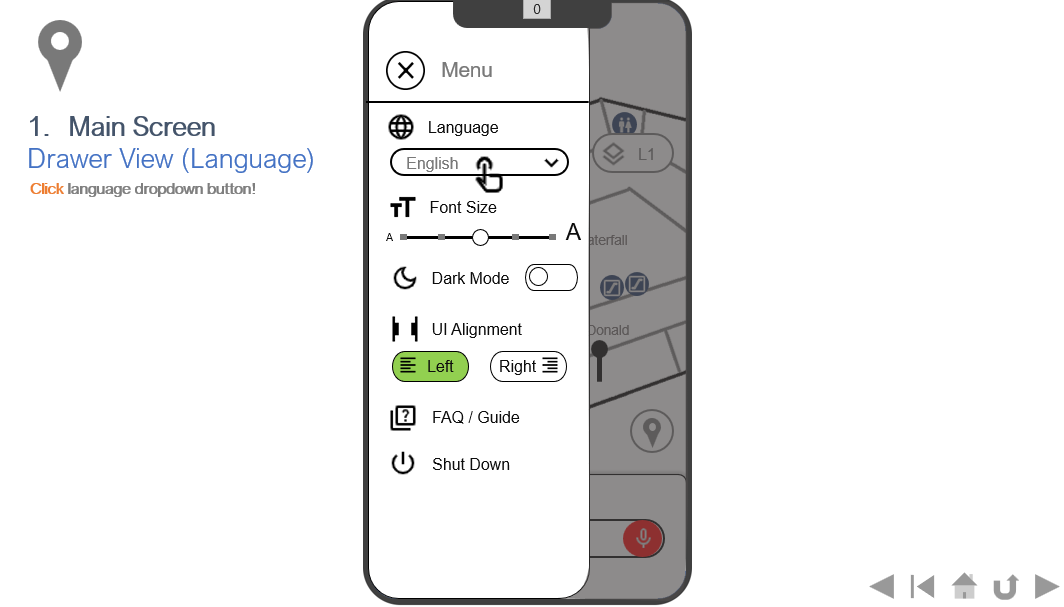 0
Menu
1. Main Screen
Drawer View (Language)
Click language dropdown button!
Language
English
L1
TT Font Size
A A
aterfall
Dark Mode
UI Alignment
Donald
Left Right
? FAQ / Guide
Shut Down